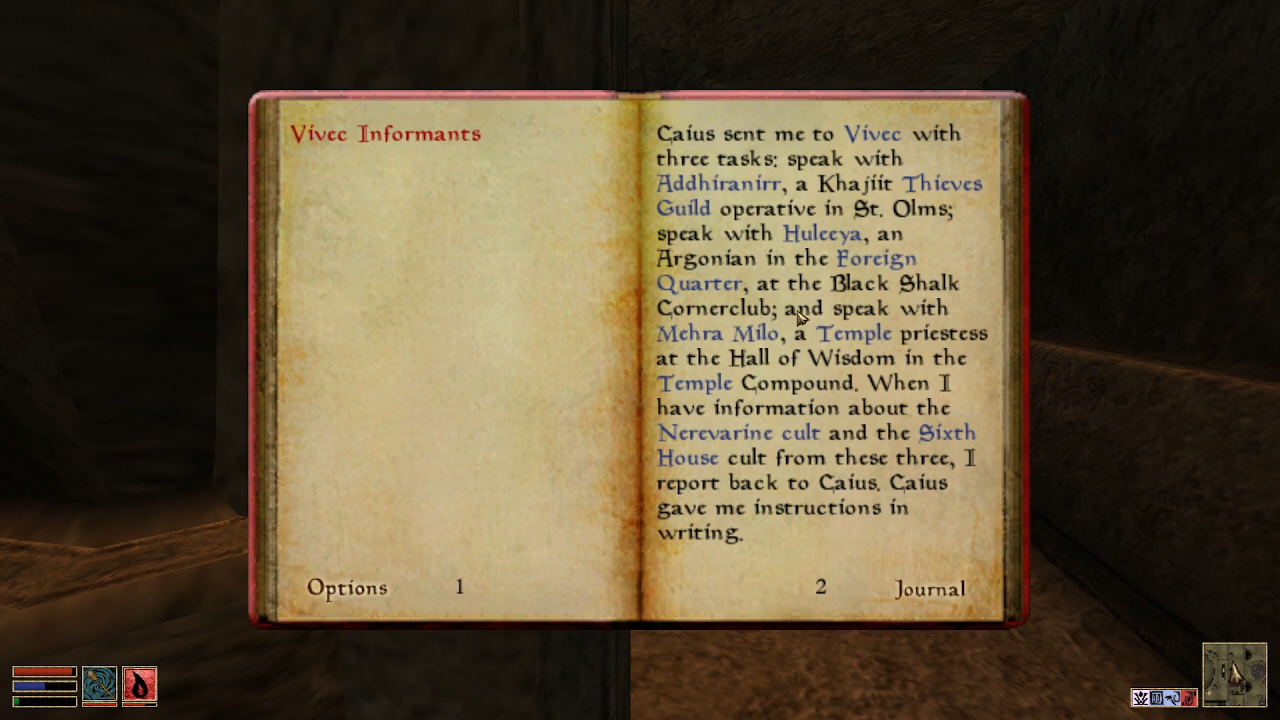 Vivec Informants
Caius sent me to Vivec with
three tasks: speak with
Addhiranirr, a Khajiit Thieves
Guild operative in St. Olms;
speak with Huleeya, an
Argonian in the Foreign
Quarter, at the Black Shalk
Cornerclub; and speak with
Mehra Milo, a Temple priestess
at the Hall of Wisdom in the
Temple Compound. When I
have information about the
Nerevarine cult and the Sixth
House cult from these three, I
report back to Caius. Caius
gave me instructions in
writing.
Options 1
2 Journal